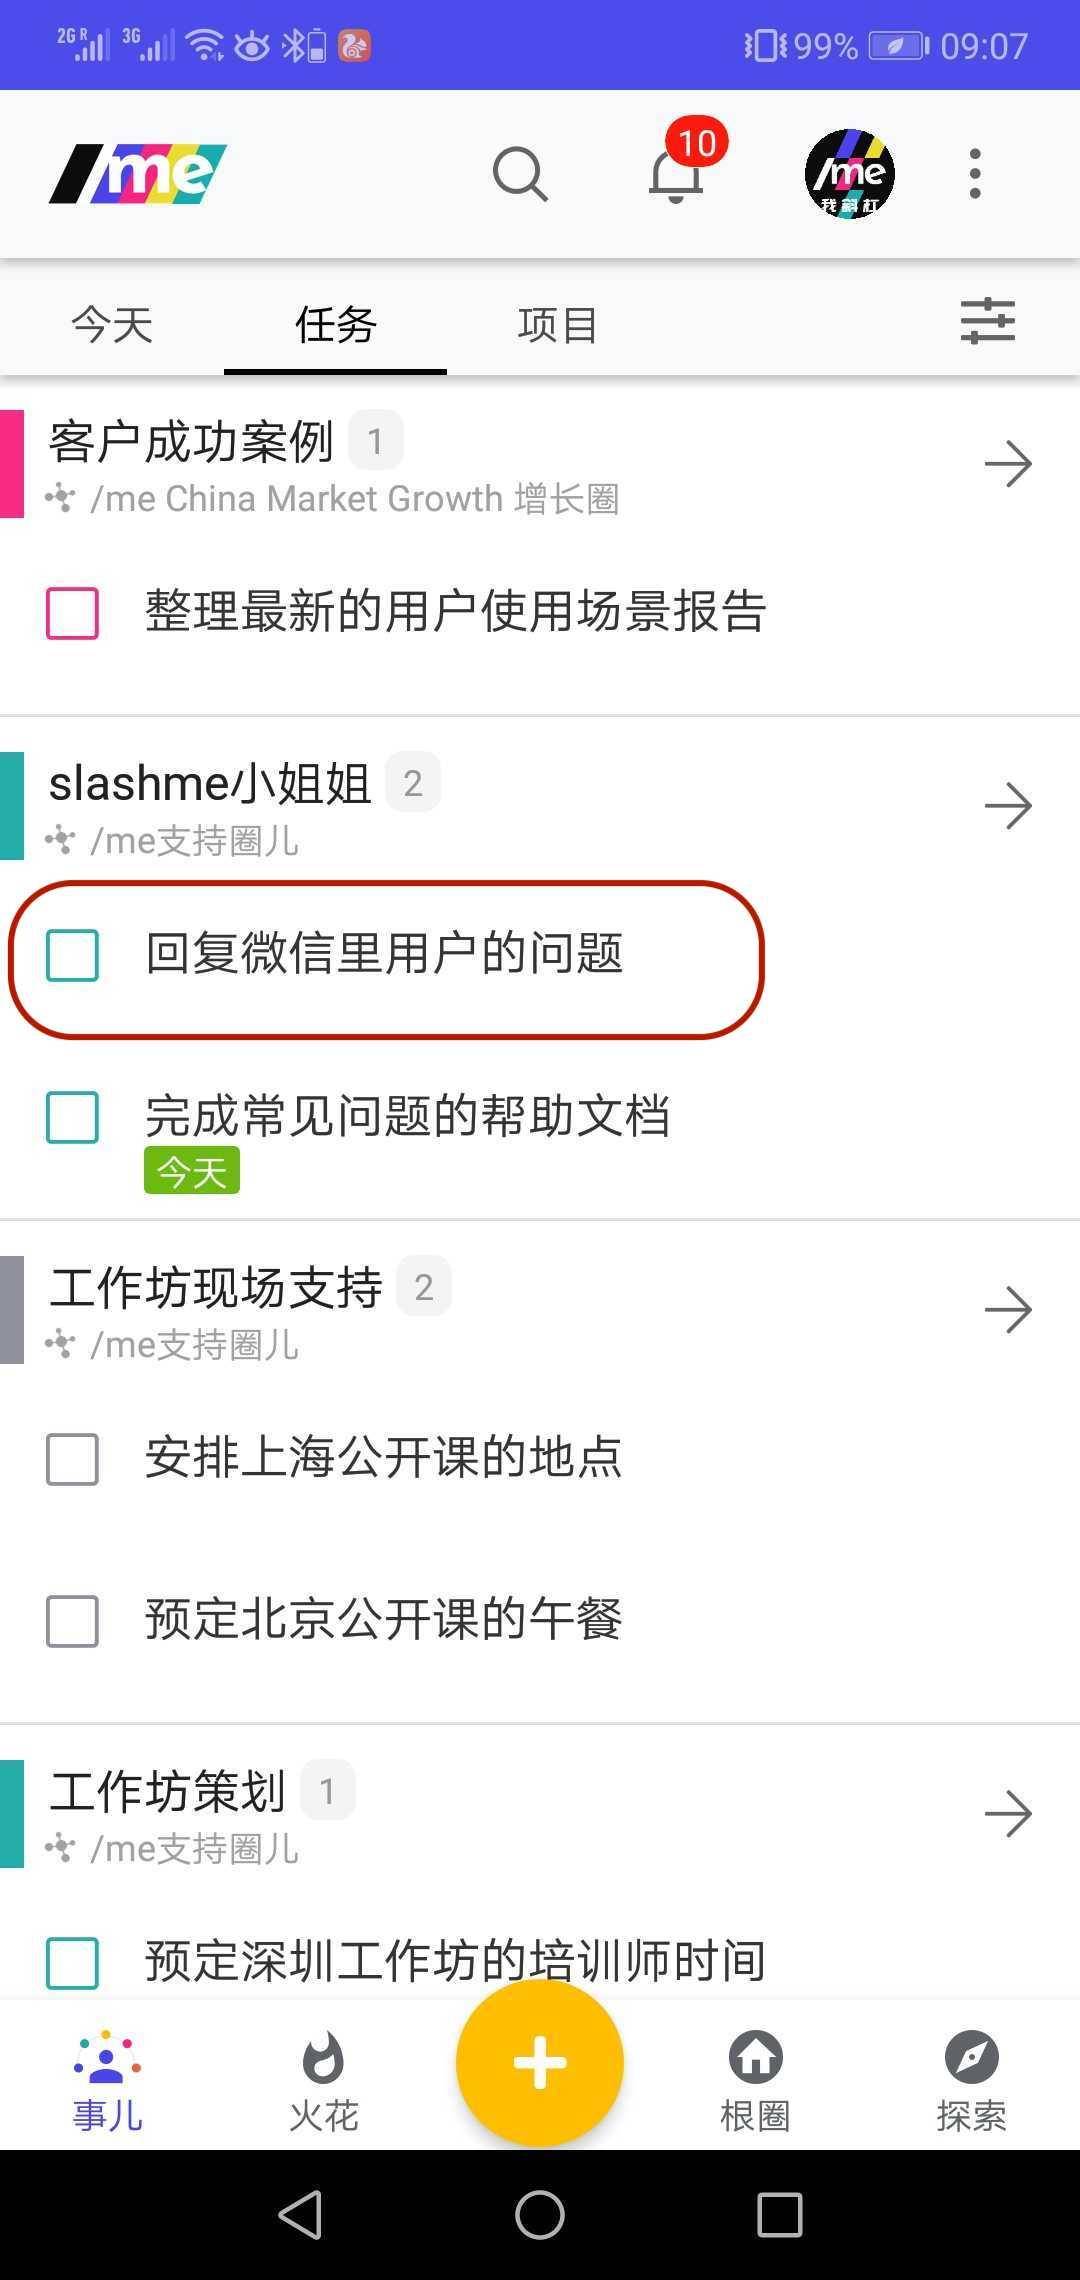 2G R 3G 99% 09:07
/me 10 /me
我斜杠
今天 任务 项目
客户成功案例 1
/me China Market Growth 增长圈
整理最新的用户使用场景报告
slashme小姐姐 2
/me支持圈儿
回复微信里用户的问题
完成常见问题的帮助文档
今天
工作坊现场支持 2
/me支持圈儿
安排上海公开课的地点
预定北京公开课的午餐
工作坊策划 1
/me支持圈儿
预定深圳工作坊的培训师时间
事儿 火花 根圈 探索